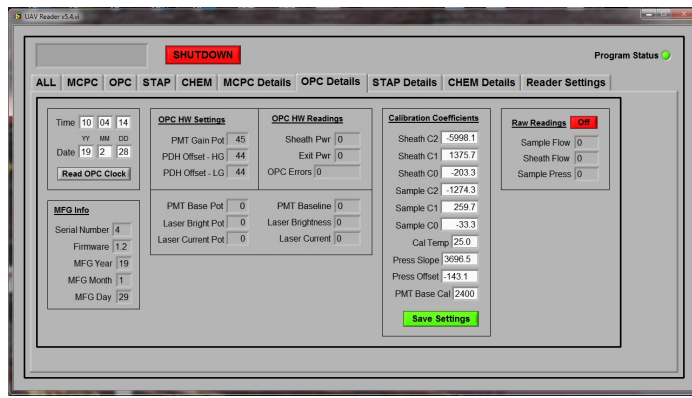 UAV Reader v5.4.vi
SHUTDOWN
Program Status
ALL MCPC OPC STAP CHEM MCPC Details OPC Details STAP Details CHEM Details Reader Settings
Time 10 04 14
YY MM DD
Date 19 2 28
Read OPC Clock
MFG Info
Serial Number 4
Firmware 1.2
MFG Year 19
MFG Month 1
MFG Day 29
OPC HW Settings
PMT Gain Pot 45
PDH Offset - HG 44
PDH Offset - LG 44
PMT Base Pot 0
Laser Bright Pot 0
Laser Current Pot 0
OPC HW Readings
Sheath Pwr 0
Exit Pwr 0
OPC Errors 0
PMT Baseline 0
Laser Brightness 0
Laser Current 0
Calibration Coefficients
Sheath C2 -5998.1
Sheath C1 1375.7
Sheath C0 -203.3
Sample C2 -1274.3
Sample C1 259.7
Sample C0 -33.3
Cal Temp 25.0
Press Slope 3696.5
Press Offset -143.1
PMT Base Cal 2400
Save Settings
Raw Readings Off
Sample Flow 0
Sheath Flow 0
Sample Press 0